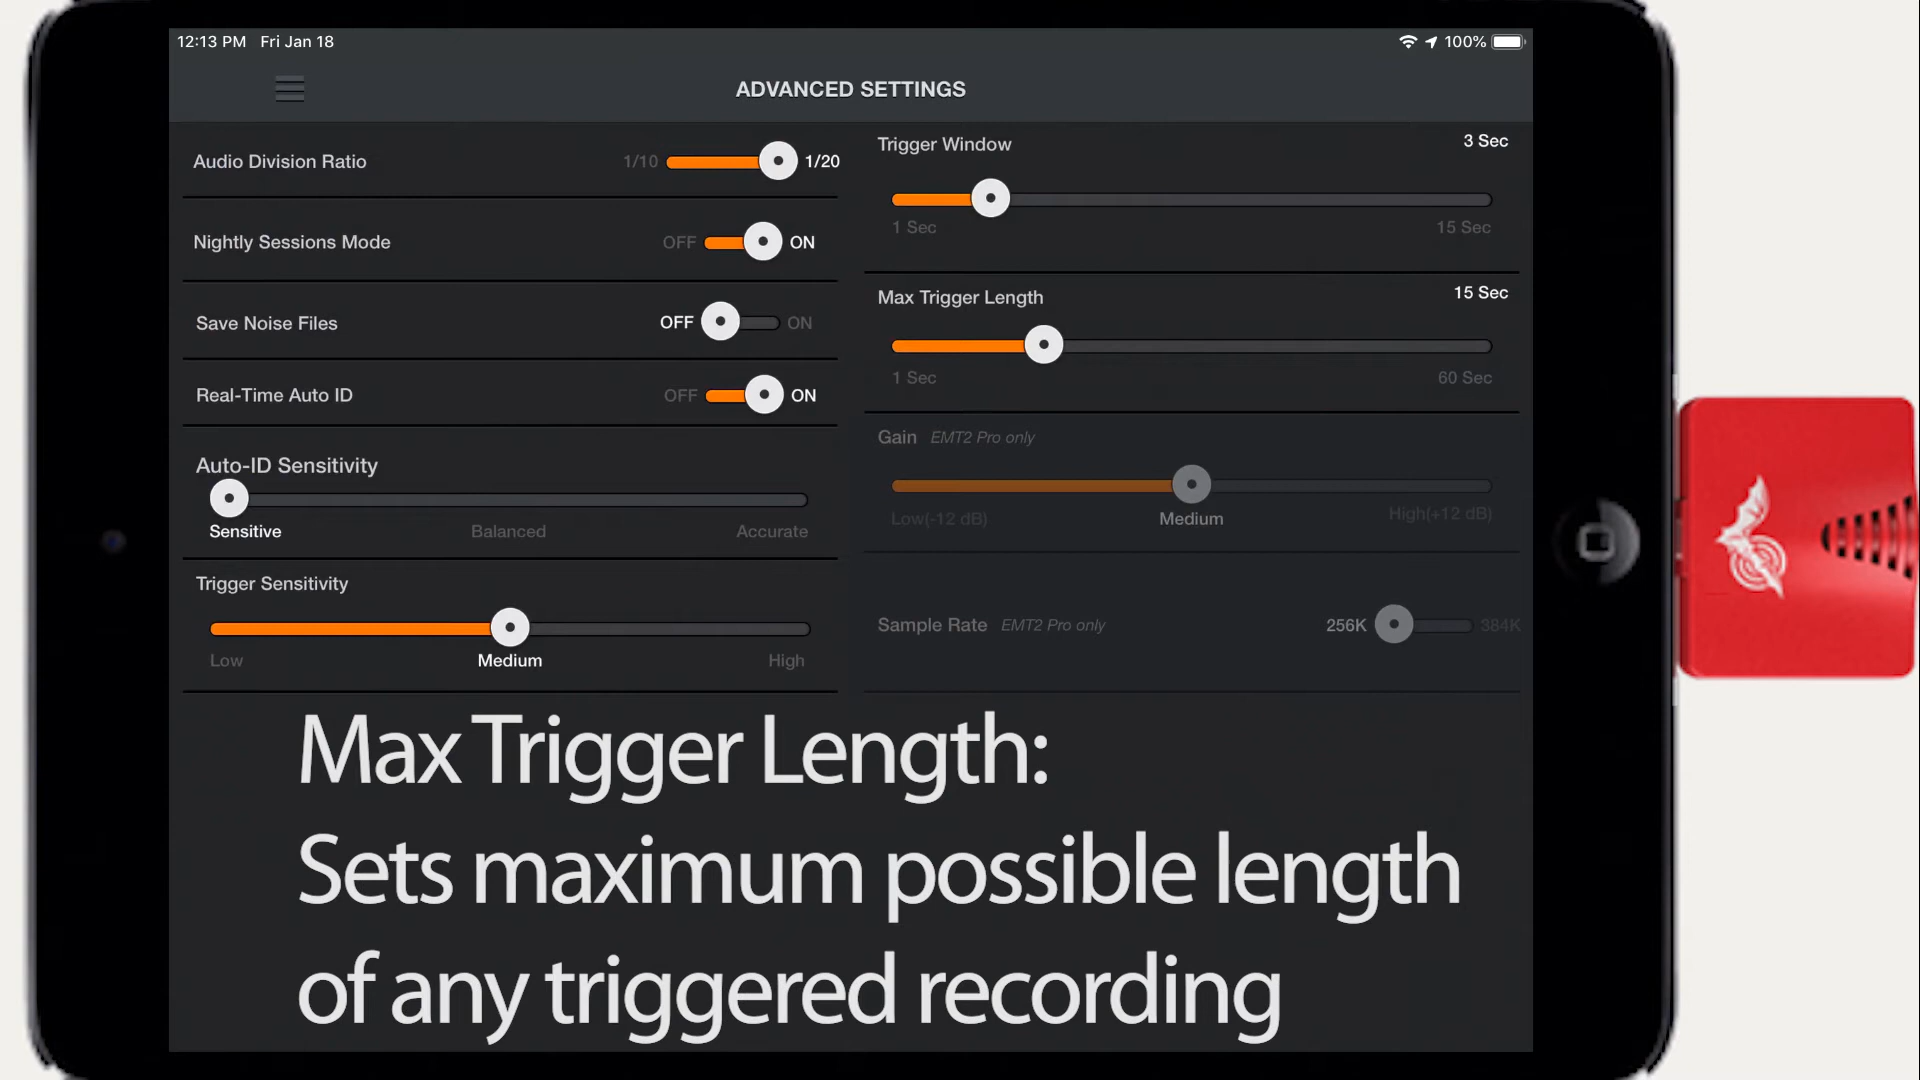 12:13 PM Fri Jan 18
100%
ADVANCED SETTINGS
Audio Division Ratio 1/10 1/20
Nightly Sessions Mode OFF ON
Save Noise Files OFF ON
Real-Time Auto ID OFF ON
Auto-ID Sensitivity
Sensitive Balanced Accurate
Trigger Sensitivity
Low Medium High
Trigger Window 3 Sec
1 Sec 15 Sec
Max Trigger Length 15 Sec
1 Sec 60 Sec
Gain EMT2 Pro only
Low(-12 dB) Medium High(+12 dB)
Sample Rate EMT2 Pro only 256K 384K
Max Trigger Length:
Sets maximum possible length
of any triggered recording